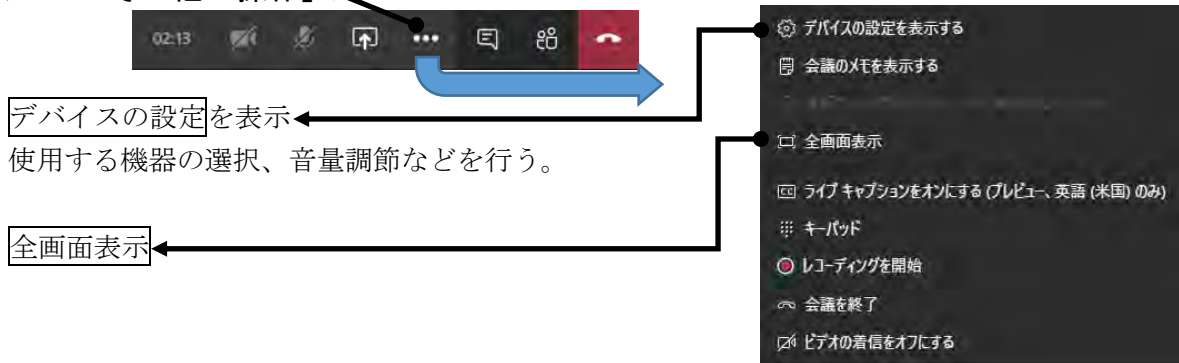 02:13
デバイスの設定を表示
使用する機器の選択、音量調節などを行う。
全画面表示
デバイスの設定を表示する
会議のメモを表示する
全画面表示
ライブ キャプションをオンにする (プレビュー、英語 (米国) のみ)
キーパッド
レコーディングを開始
会議を終了
ビデオの着信をオフにする